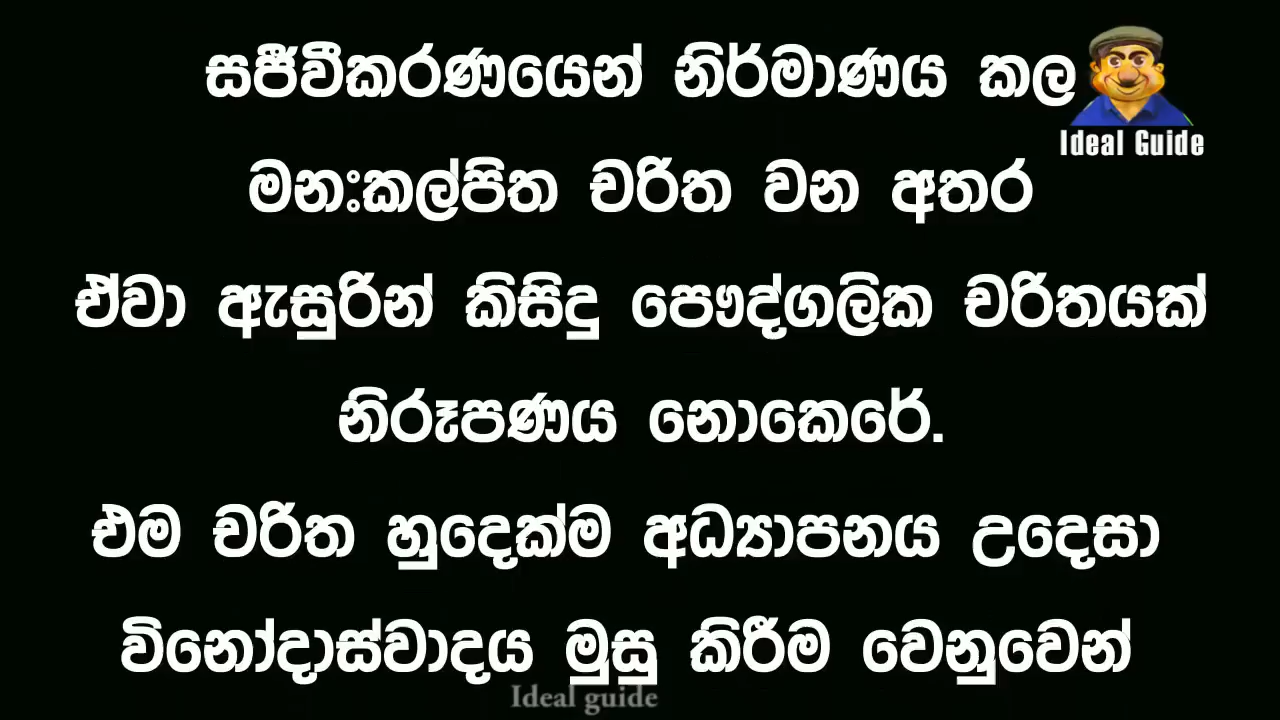 සජීවීකරණයෙන් නිර්මාණය කල
Ideal Guide
මනඃකල්පිත චරිත වන අතර
ඒවා ඇසුරින් කිසිදු පෞද්ගලික චරිතයක්
නිරූපණය නොකෙරේ.
එම චරිත හුදෙක්ම අධ්‍යාපනය උදෙසා
විනෝදාස්වාදය මුසු කිරීම වෙනුවෙන්
Ideal guide